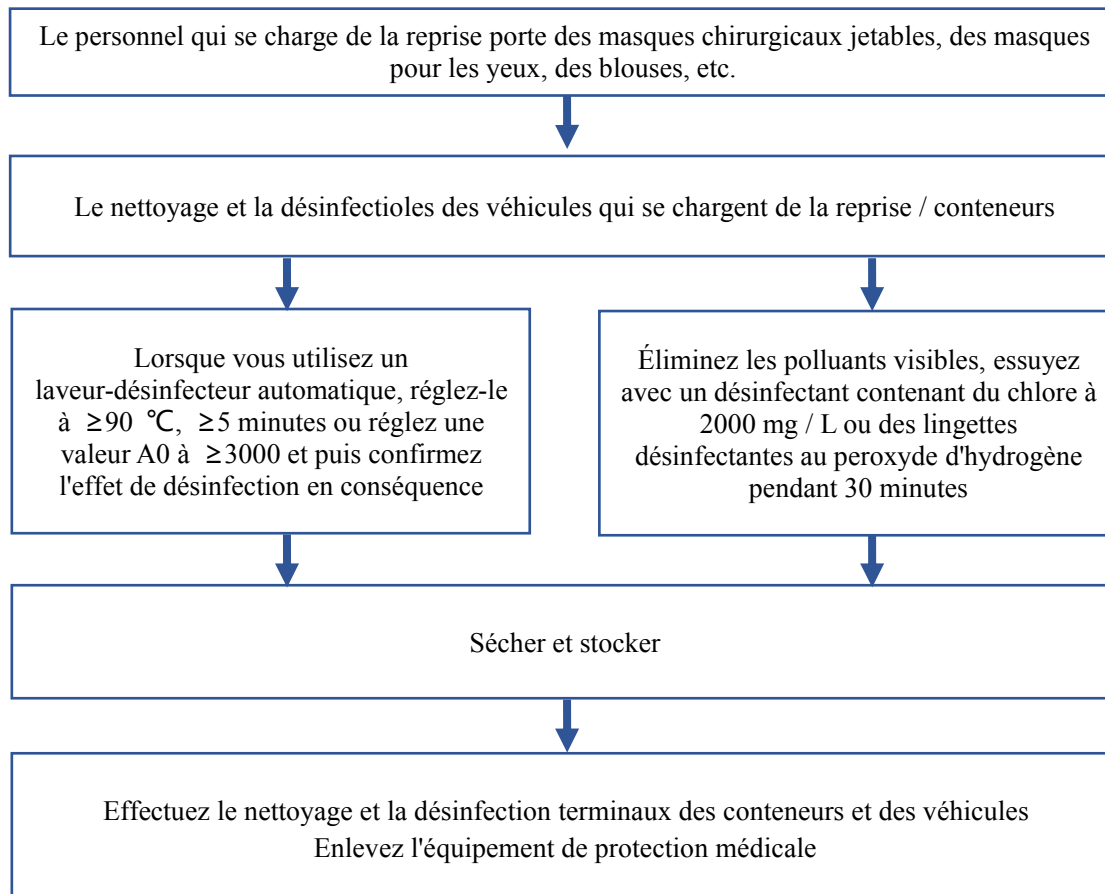 Le personnel qui se charge de la reprise porte des masques chirurgicaux jetables, des masques
pour les yeux, des blouses, etc.
Le nettoyage et la désinfectioles des véhicules qui se chargent de la reprise / conteneurs
Lorsque vous utilisez un
laveur-désinfecteur automatique, réglez-le
à ≥90 ℃, ≥5 minutes ou réglez une
valeur A0 à ≥3000 et puis confirmez
l'effet de désinfection en conséquence
Éliminez les polluants visibles, essuyez
avec un désinfectant contenant du chlore à
2000 mg / L ou des lingettes
désinfectantes au peroxyde d'hydrogène
pendant 30 minutes
Sécher et stocker
Effectuez le nettoyage et la désinfection terminaux des conteneurs et des véhicules
Enlevez l'équipement de protection médicale